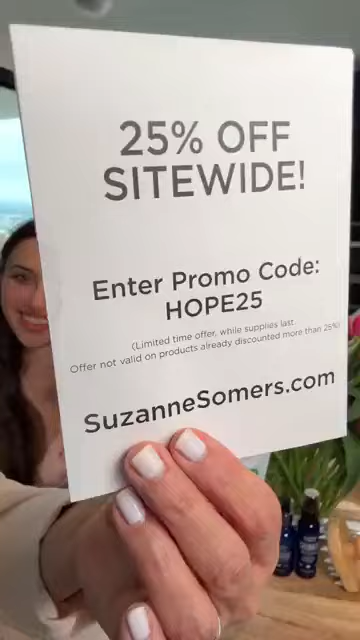 25% OFF
SITEWIDE!
Enter Promo Code:
HOPE25
(Limited time offer, while supplies last.
Offer not valid on products already discounted more than 25%)
SuzanneSomers.com